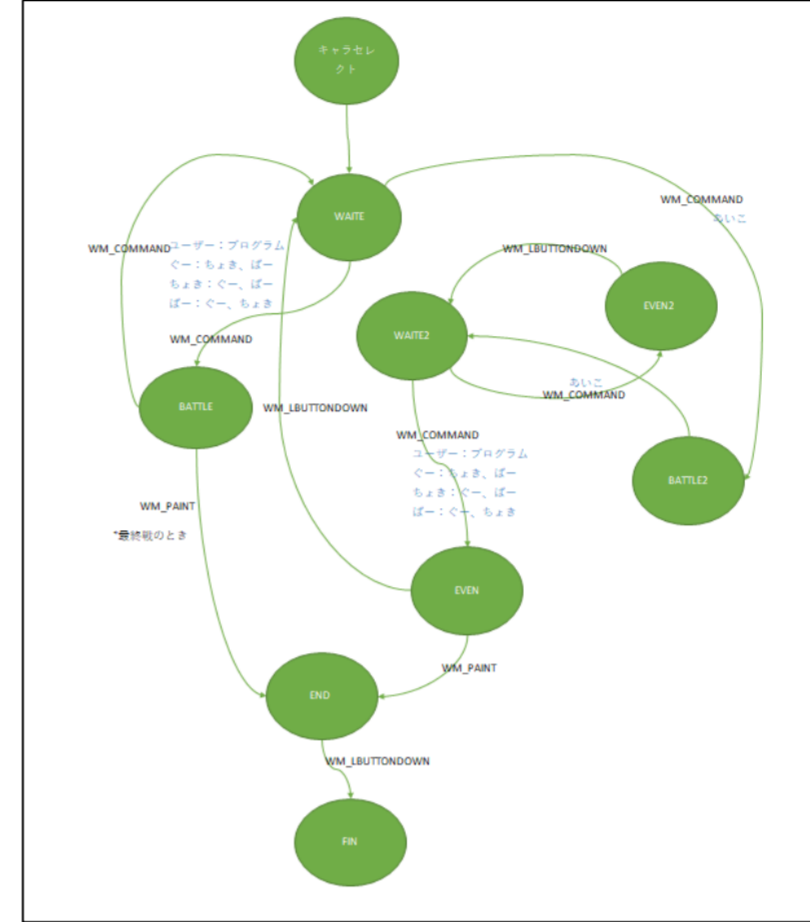 キャラセレ
クト
WAITE
WM_COMMAND
あいこ
WM_COMMAND
ユーザー：プログラム
ぐー：ちょき、ぱー
ちょき：ぐー、ぱー
ぱー：ぐー、ちょき
WM_LBUTTONDOWN
EVEN2
WAITE2
WM_COMMAND
あいこ
WM_COMMAND
BATTLE
WM_LBUTTONDOWN
WM_COMMAND
ユーザー：プログラム
ぐー：ちょき、ぱー
ちょき：ぐー、ぱー
ぱー：ぐー、ちょき
BATTLE2
WM_PAINT
*最終戦のとき
EVEN
WM_PAINT
END
WM_LBUTTONDOWN
FIN